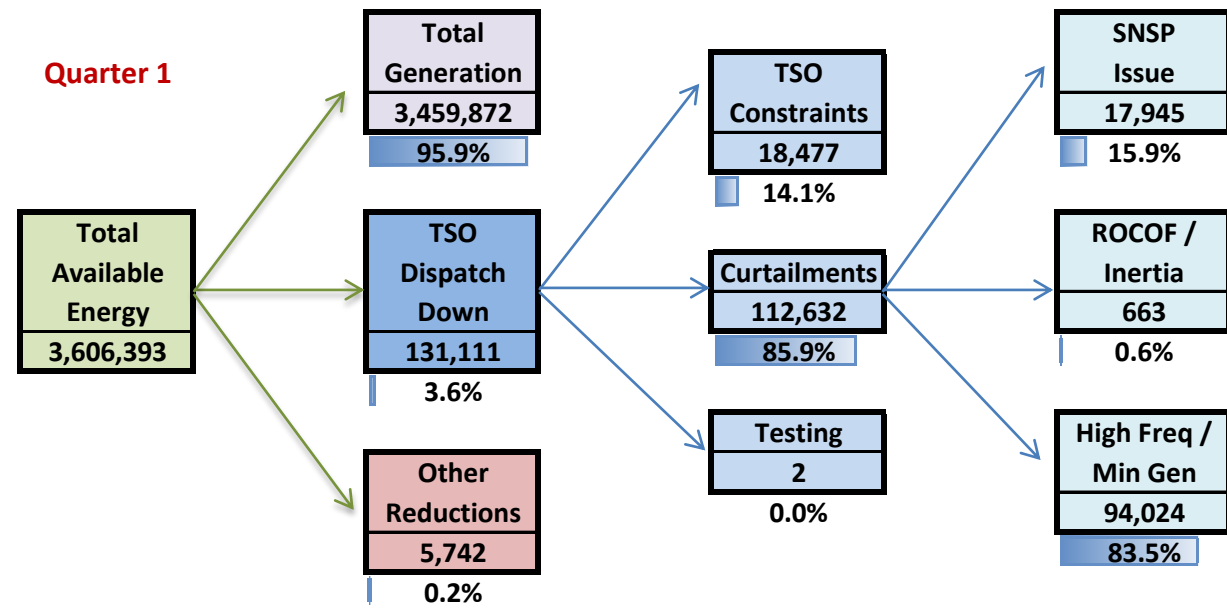 Quarter 1
Total
Available
Energy
3,606,393
Total
Generation
3,459,872
95.9%
TSO
Dispatch
Down
131,111
3.6%
Other
Reductions
5,742
0.2%
TSO
Constraints
18,477
14.1%
Curtailments
112,632
85.9%
Testing
2
0.0%
SNSP
Issue
17,945
15.9%
ROCOF /
Inertia
663
0.6%
High Freq /
Min Gen
94,024
83.5%